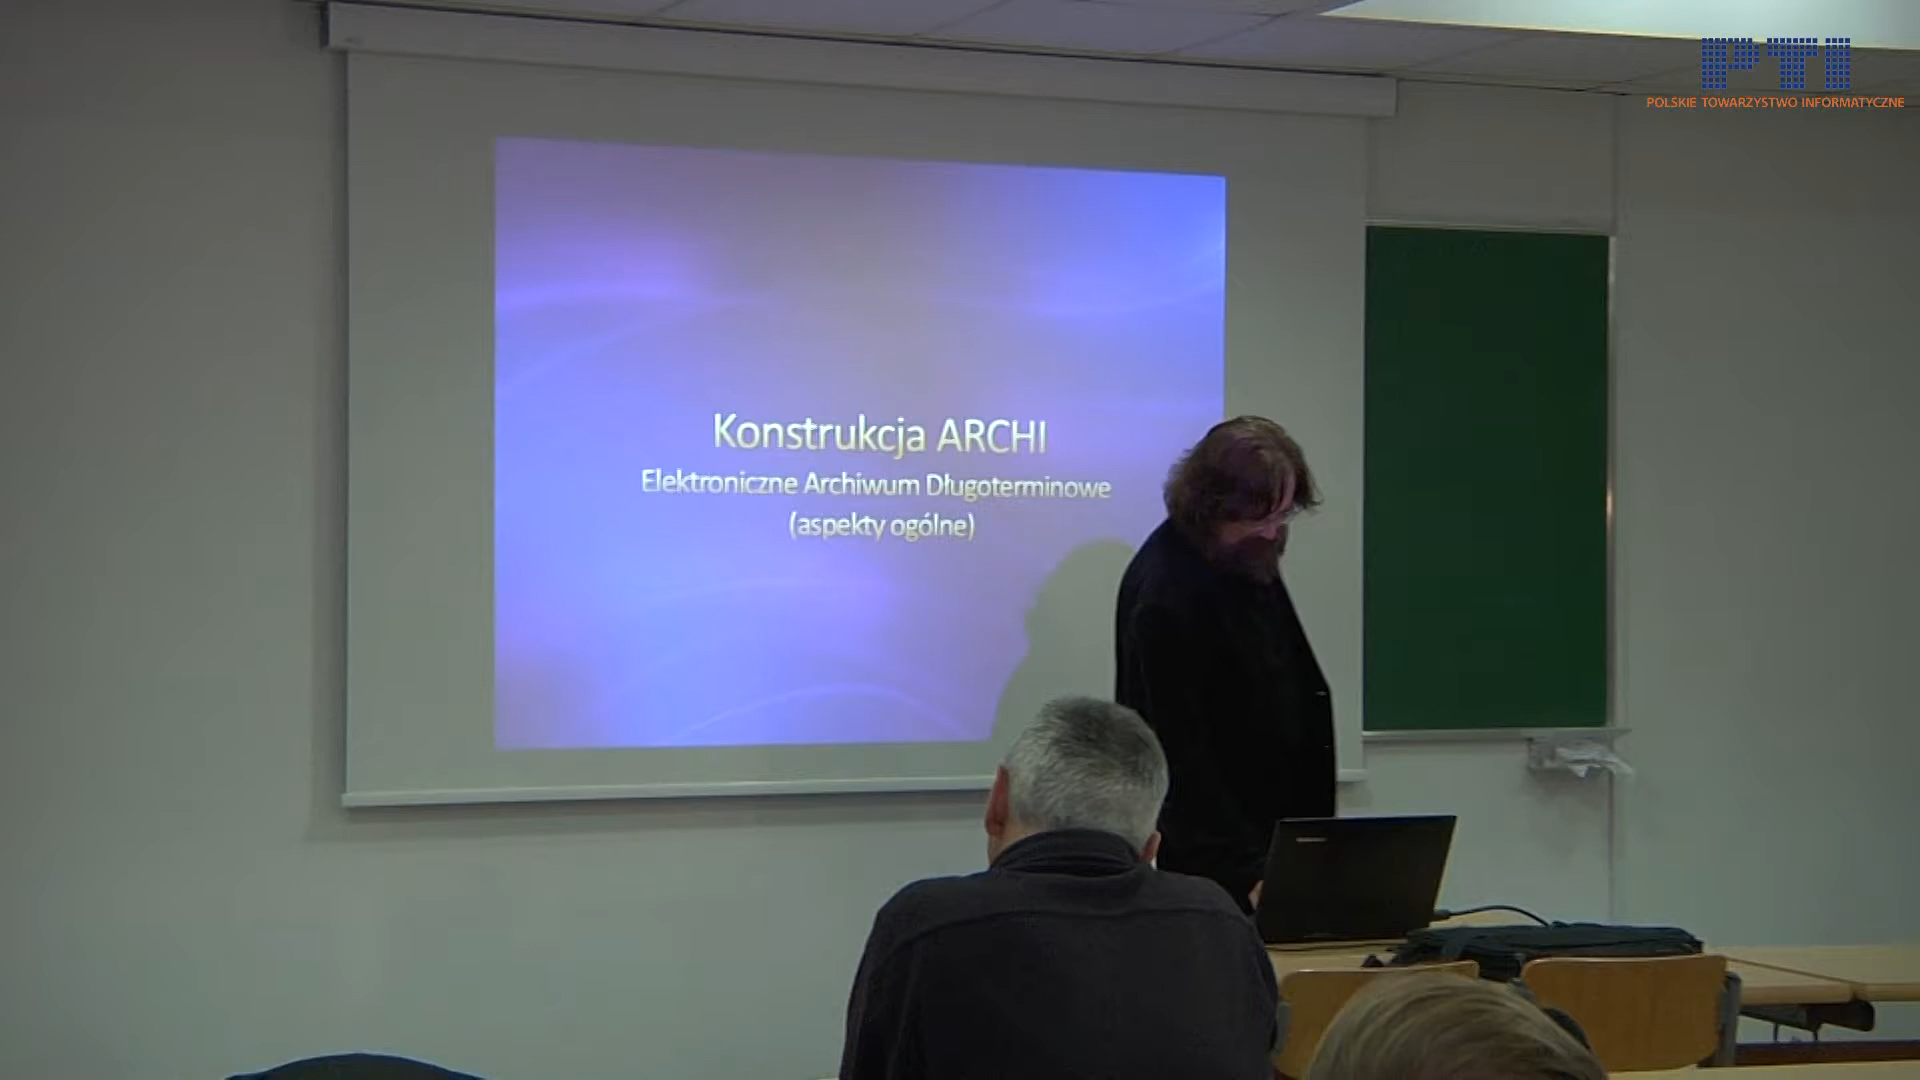 PTI
POLSKIE TOWARZYSTWO INFORMATYCZNE
Konstrukcja ARCHI
Elektroniczne Archiwum Długoterminowe
(aspekty ogólne)